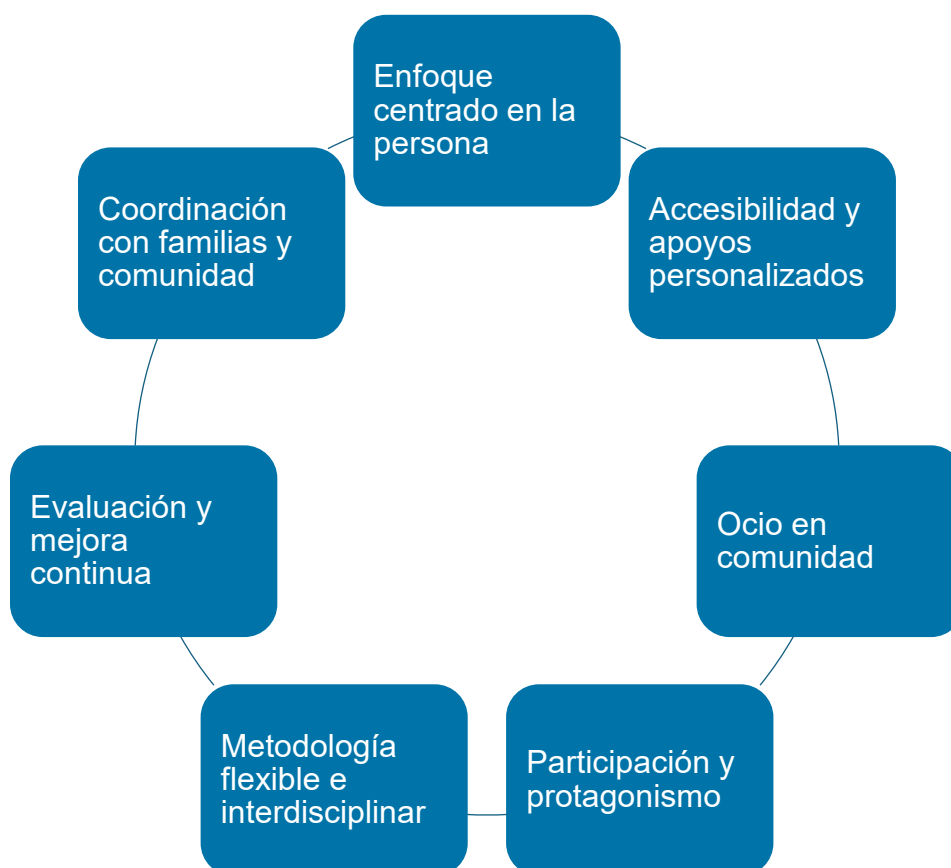 Enfoque
centrado en la
persona
Accesibilidad y
apoyos
personalizados
Ocio en
comunidad
Participación y
protagonismo
Metodología
flexible e
interdisciplinar
Evaluación y
mejora
continua
Coordinación
con familias y
comunidad